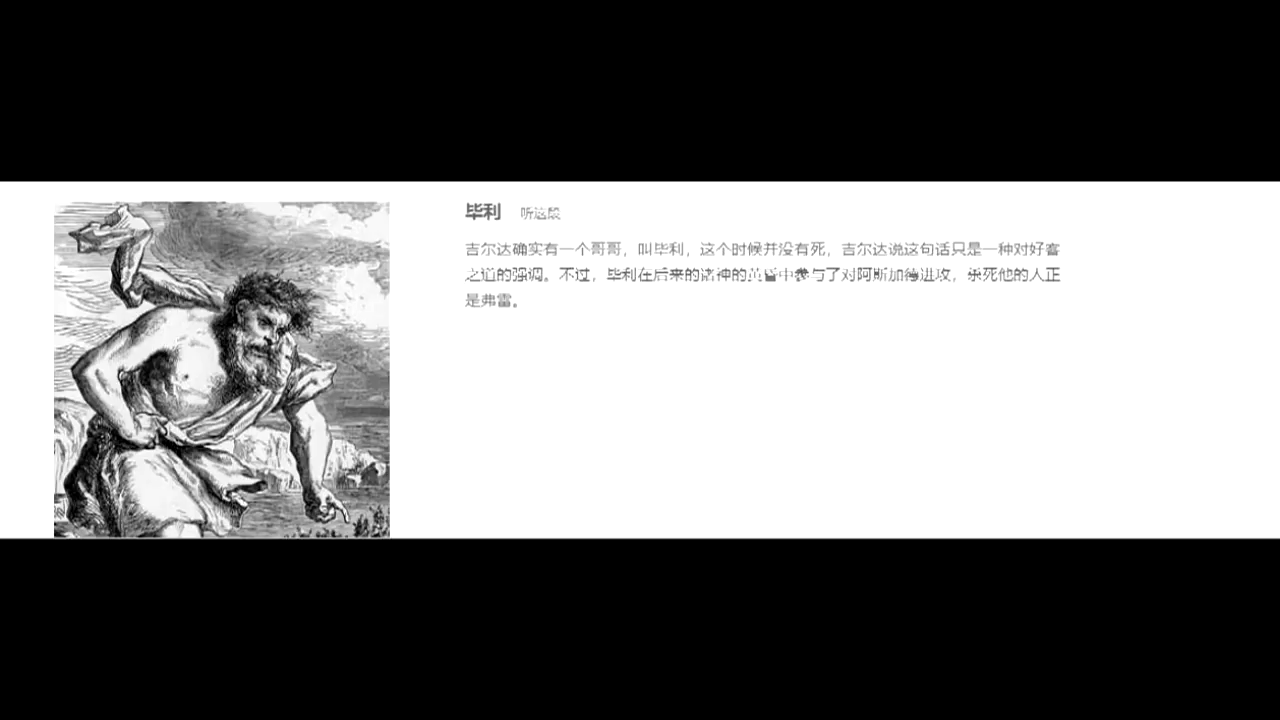 毕利 听这段
吉尔达确实有一个哥哥，叫毕利，这个时候并没有死，吉尔达说这句话只是一种对好客
之道的强调。不过，毕利在后来的诸神的黄昏中参与了对阿斯加德进攻，杀死他的人正
是弗雷。